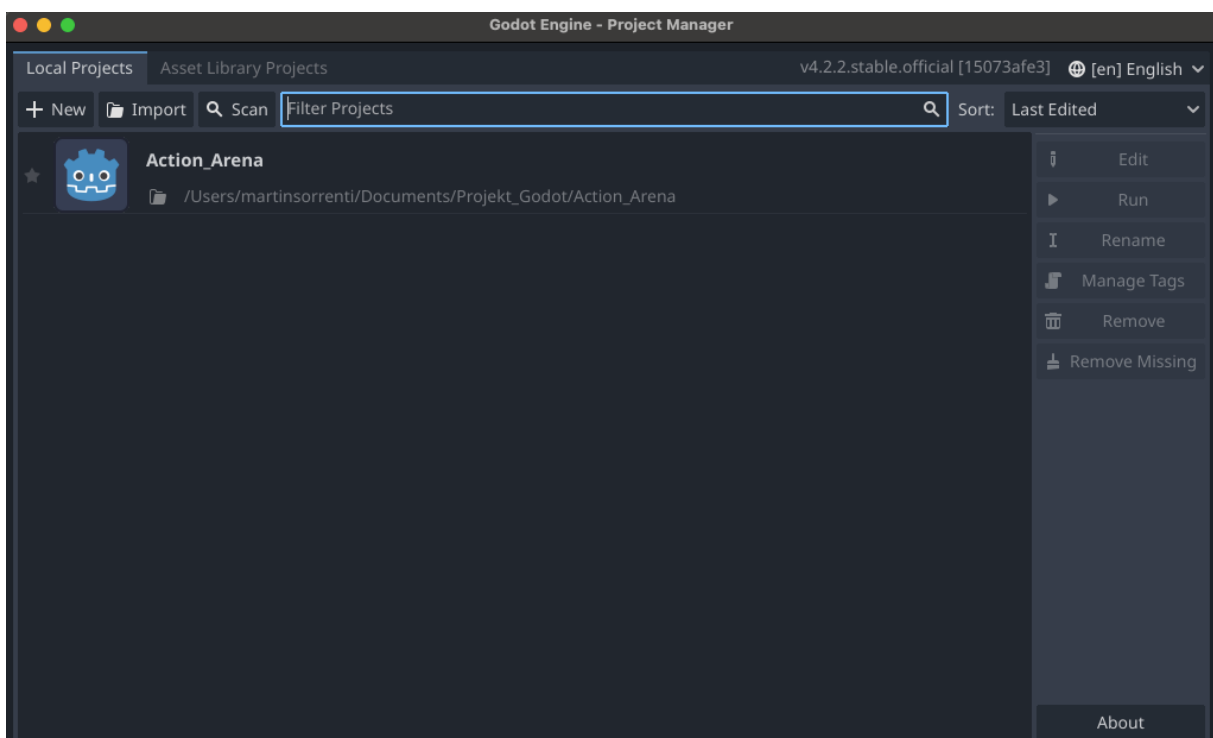 Godot Engine - Project Manager
Local Projects Asset Library Projects v4.2.2.stable.official [15073afe3] [en] English
New Import Scan Filter Projects Sort: Last Edited
Action_Arena
/Users/martinsorrenti/Documents/Projekt_Godot/Action_Arena
Edit
Run
Rename
Manage Tags
Remove
Remove Missing
About